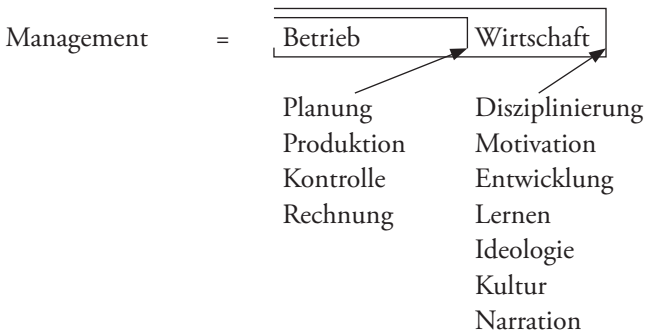 Management = Betrieb Wirtschaft
Planung Disziplinierung
Produktion Motivation
Kontrolle Entwicklung
Rechnung Lernen
Ideologie
Kultur
Narration